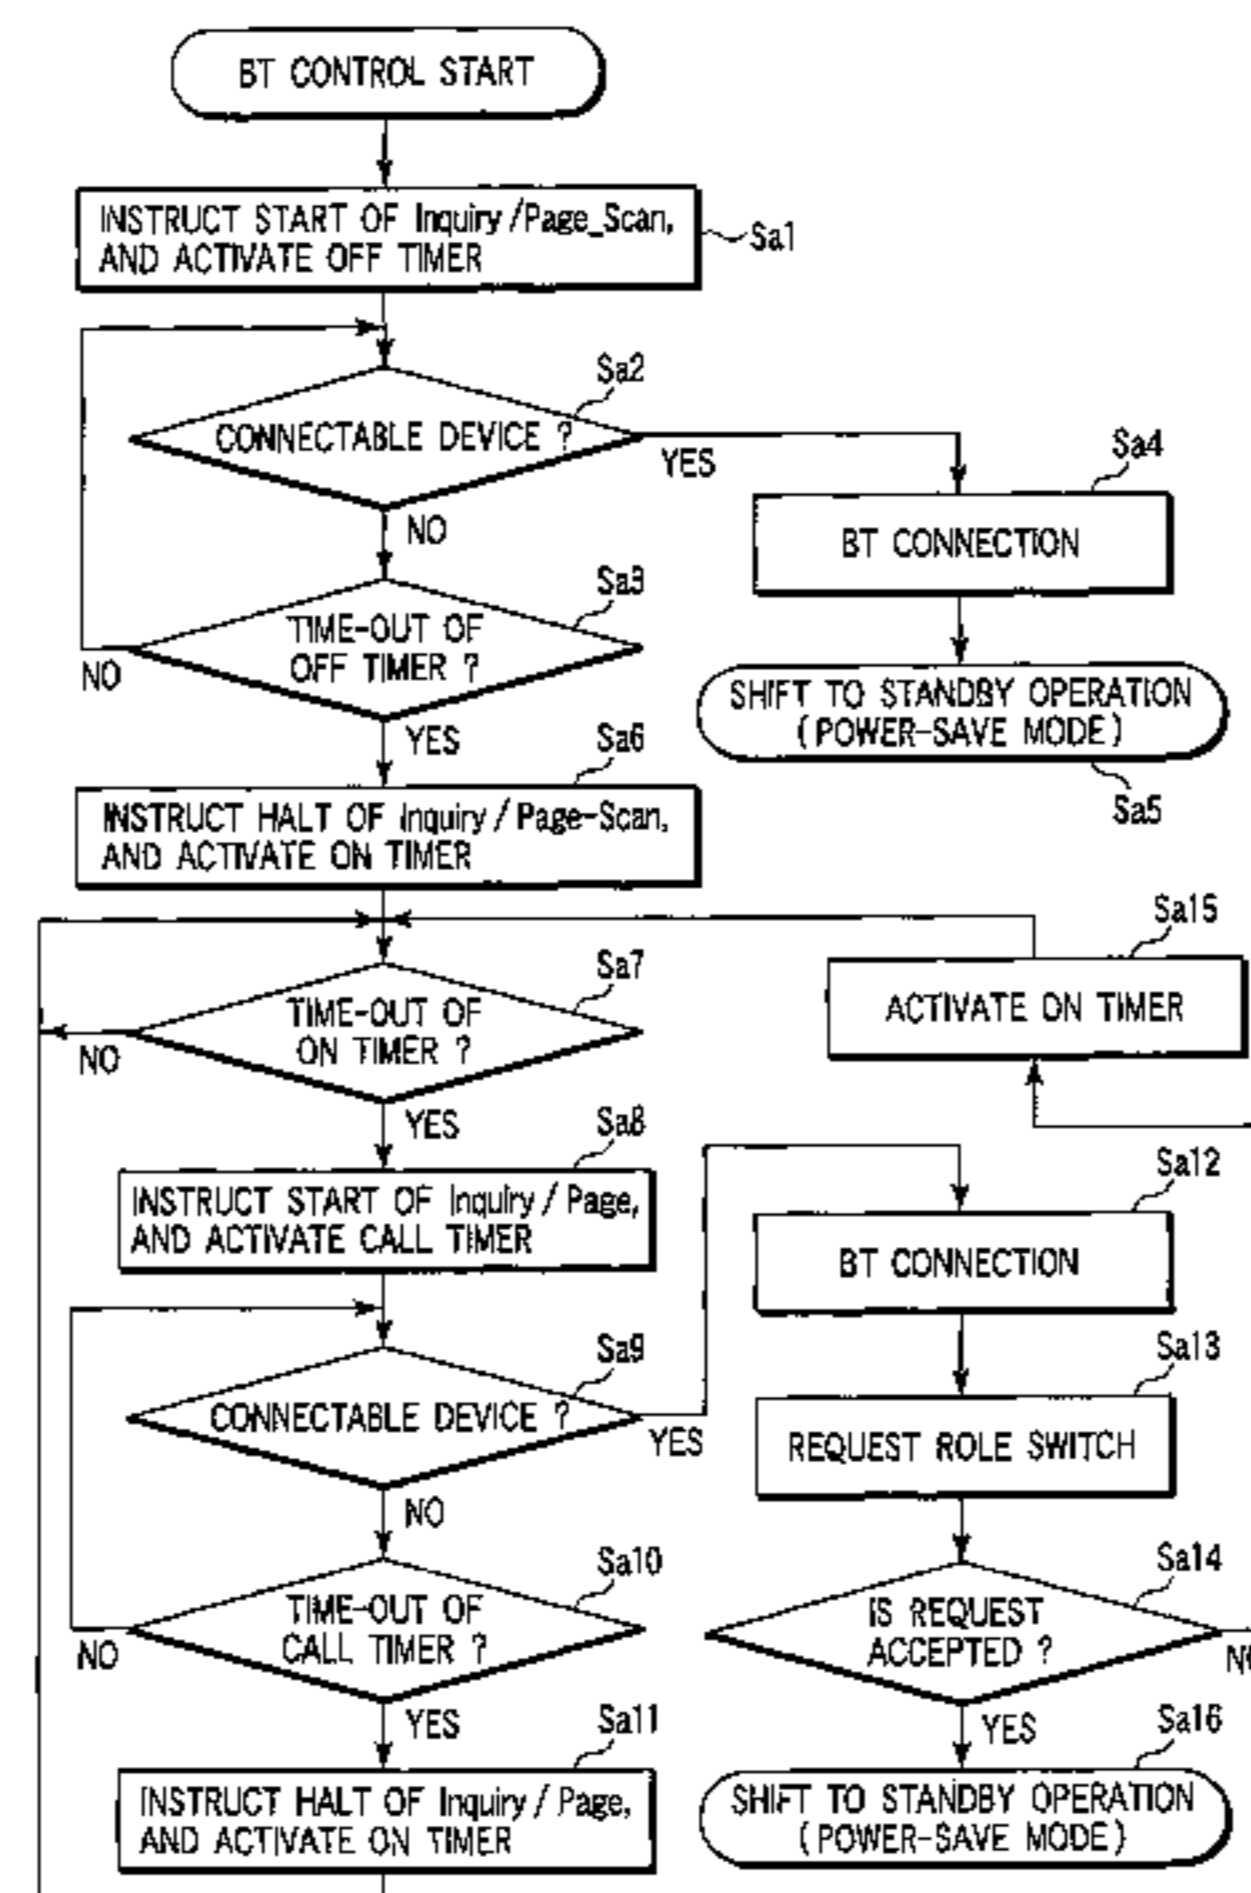 BT CONTROL START
INSTRUCT START OF Inquiry/Page_Scan,
AND ACTIVATE OFF TIMER
Sa1
Sa2
CONNECTABLE DEVICE ?
YES
NO
Sa4
BT CONNECTION
Sa3
TIME-OUT OF
OFF TIMER ?
NO
YES
SHIFT TO STANDBY OPERATION
(POWER-SAVE MODE)
Sa5
Sa6
INSTRUCT HALT OF Inquiry/Page-Scan,
AND ACTIVATE ON TIMER
Sa15
ACTIVATE ON TIMER
Sa7
TIME-OUT OF
ON TIMER ?
NO
YES
Sa8
INSTRUCT START OF Inquiry/Page,
AND ACTIVATE CALL TIMER
Sa12
BT CONNECTION
Sa9
CONNECTABLE DEVICE ?
YES
NO
Sa13
REQUEST ROLE SWITCH
Sa10
TIME-OUT OF
CALL TIMER ?
NO
YES
Sa14
IS REQUEST
ACCEPTED ?
NO
YES
Sa11
INSTRUCT HALT OF Inquiry/Page,
AND ACTIVATE ON TIMER
Sa16
SHIFT TO STANDBY OPERATION
(POWER-SAVE MODE)